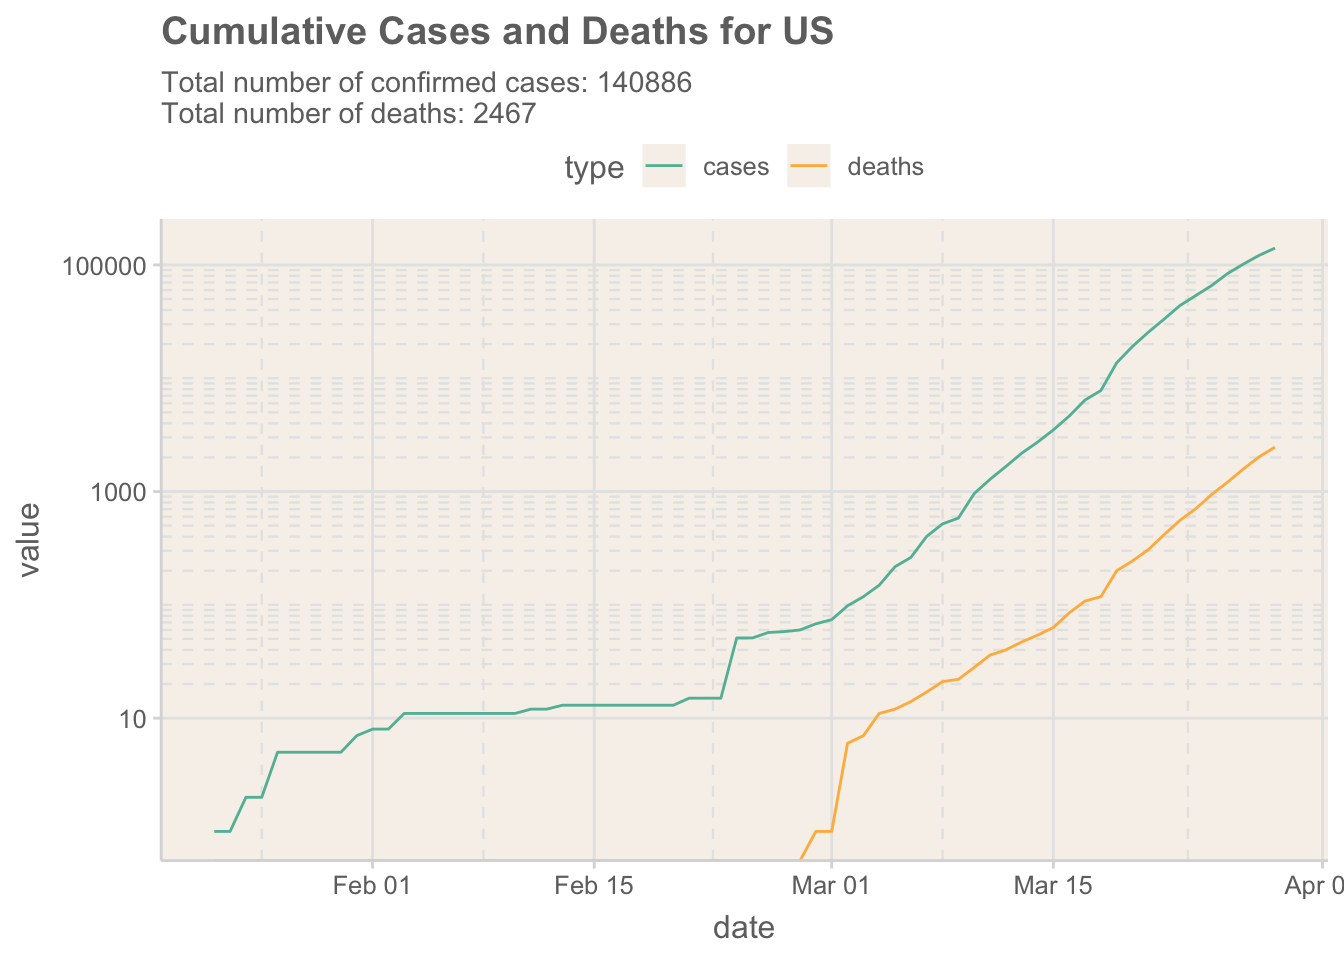 Cumulative Cases and Deaths for US
Total number of confirmed cases: 140886
Total number of deaths: 2467
type cases deaths
100000
1000
10
value
Feb 01 Feb 15 Mar 01 Mar 15 Apr 0
date